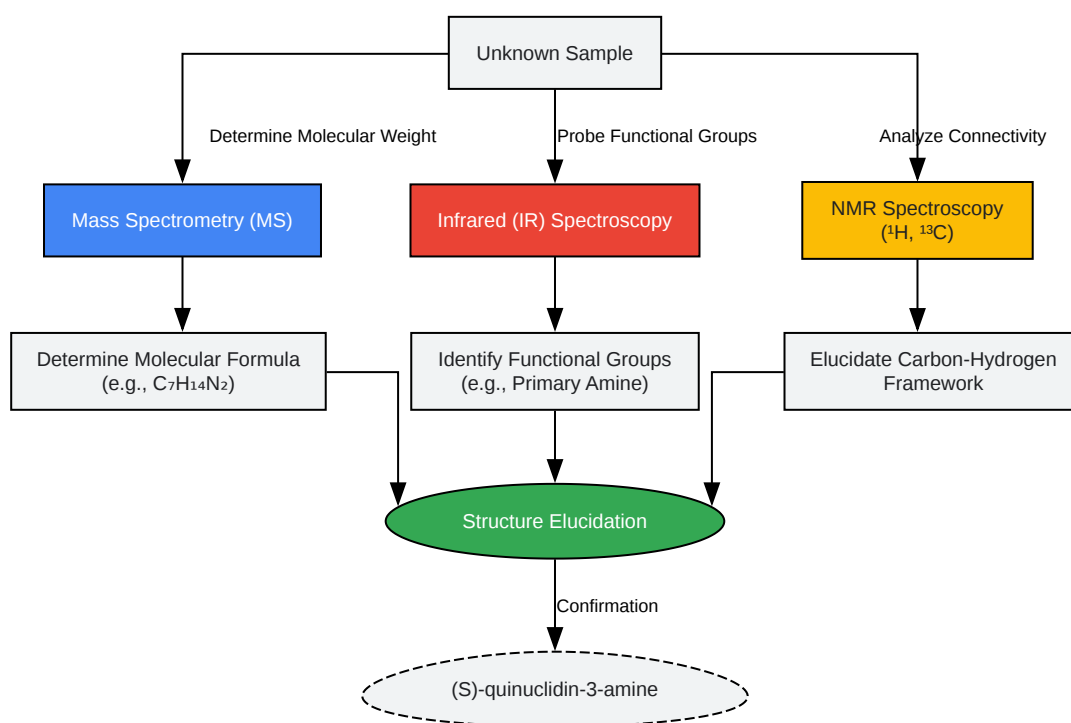 Unknown Sample
Determine Molecular Weight
Probe Functional Groups
Analyze Connectivity
Mass Spectrometry (MS)
Infrared (IR) Spectroscopy
NMR Spectroscopy
(¹H, ¹³C)
Determine Molecular Formula
(e.g., C₇H₁₄N₂)
Identify Functional Groups
(e.g., Primary Amine)
Elucidate Carbon-Hydrogen
Framework
Structure Elucidation
Confirmation
(S)-quinuclidin-3-amine